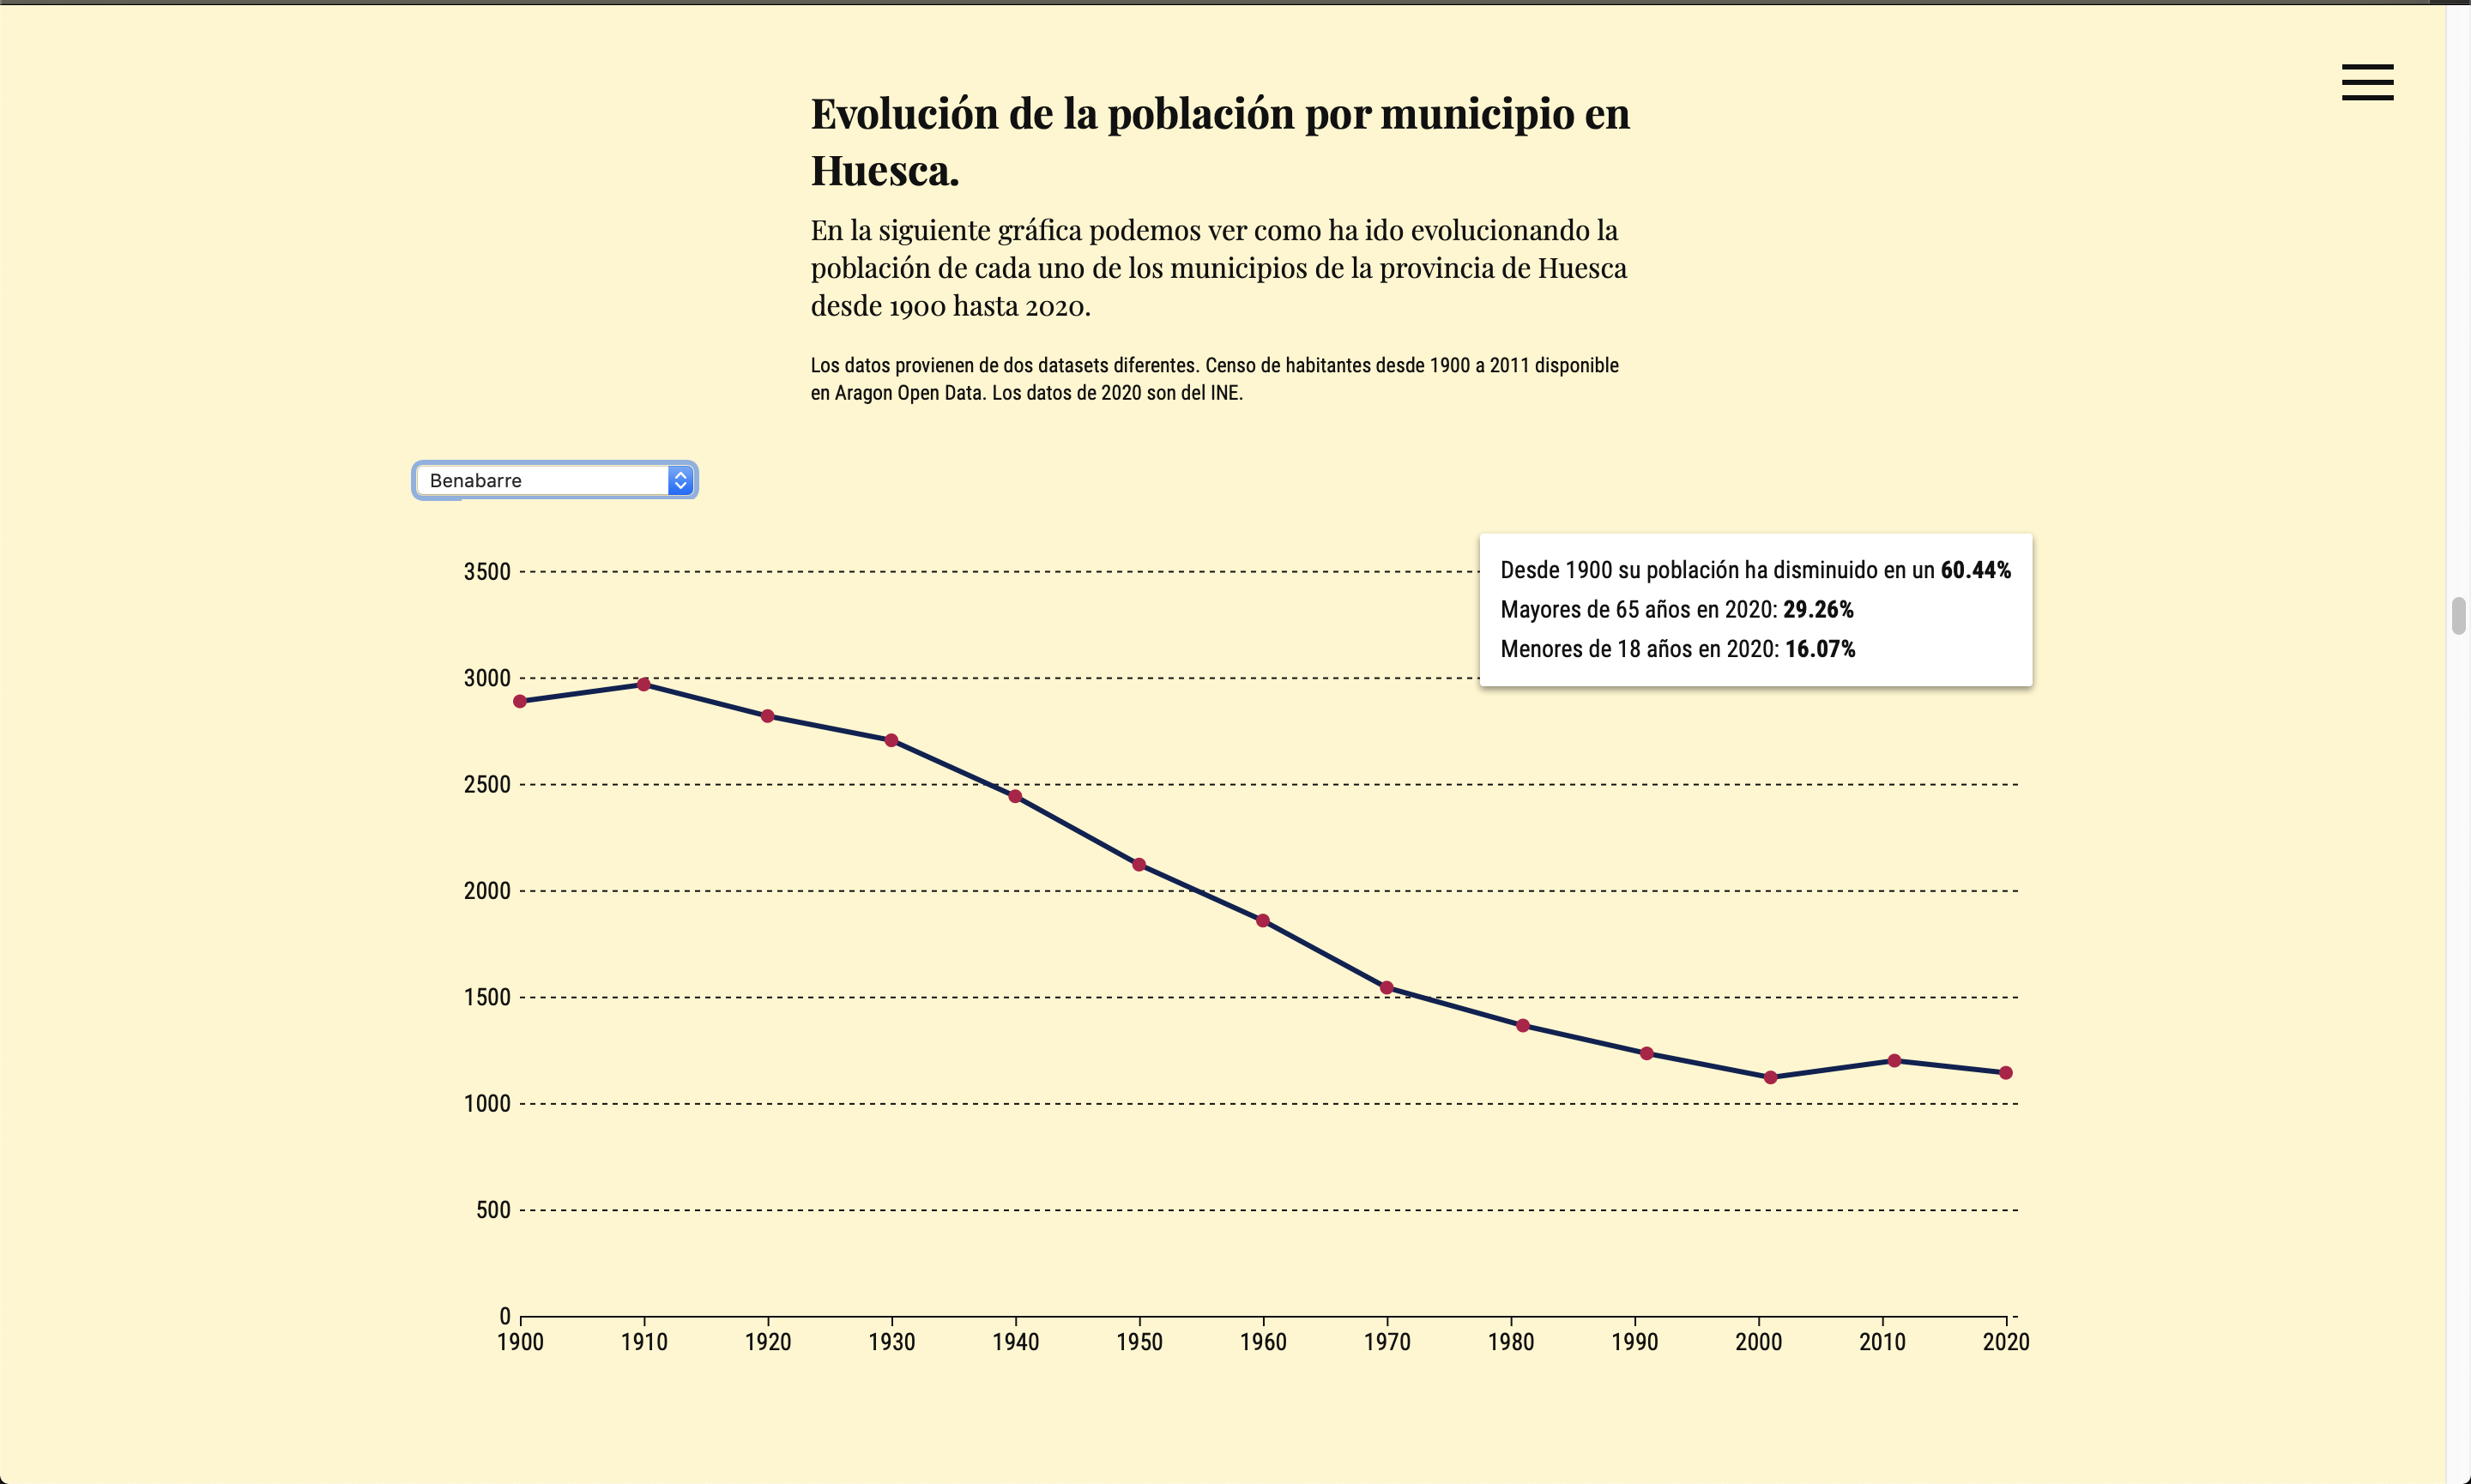 Evolución de la población por municipio en
Huesca.
En la siguiente gráfica podemos ver como ha ido evolucionando la
población de cada uno de los municipios de la provincia de Huesca
desde 1900 hasta 2020.
Los datos provienen de dos datasets diferentes. Censo de habitantes desde 1900 a 2011 disponible
en Aragon Open Data. Los datos de 2020 son del INE.
Benabarre
Desde 1900 su población ha disminuido en un 60.44%
Mayores de 65 años en 2020: 29.26%
Menores de 18 años en 2020: 16.07%
3500
3000
2500
2000
1500
1000
500
0
1900 1910 1920 1930 1940 1950 1960 1970 1980 1990 2000 2010 2020